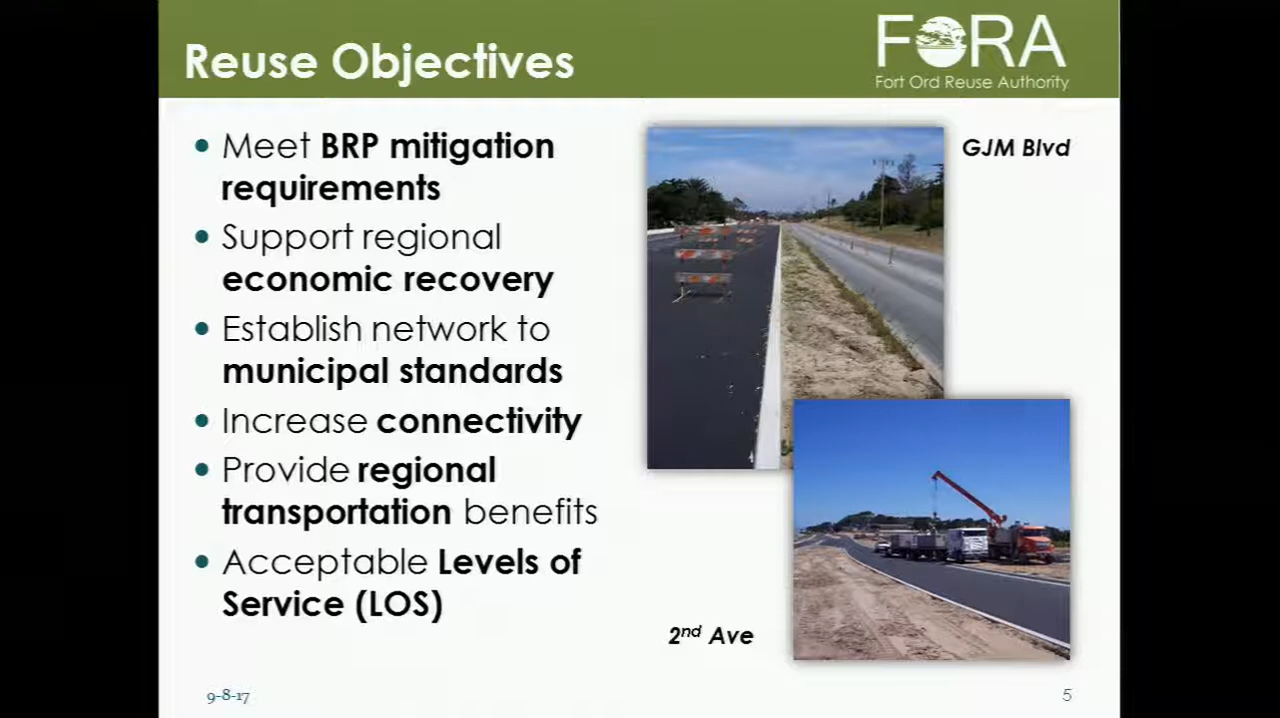 Reuse Objectives
FORA
Fort Ord Reuse Authority
• Meet BRP mitigation
requirements
• Support regional
economic recovery
• Establish network to
municipal standards
• Increase connectivity
• Provide regional
transportation benefits
• Acceptable Levels of
Service (LOS)
GJM Blvd
2nd Ave
9-8-17
5